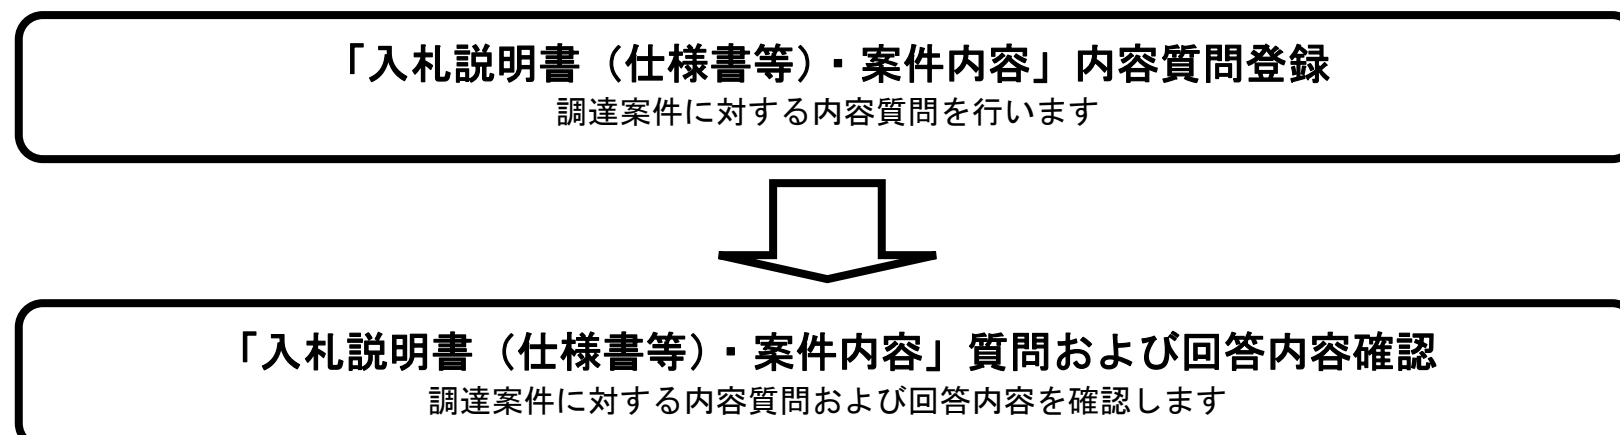 「入札説明書（仕様書等）・案件内容」内容質問登録
調達案件に対する内容質問を行います
「入札説明書（仕様書等）・案件内容」質問および回答内容確認
調達案件に対する内容質問および回答内容を確認します